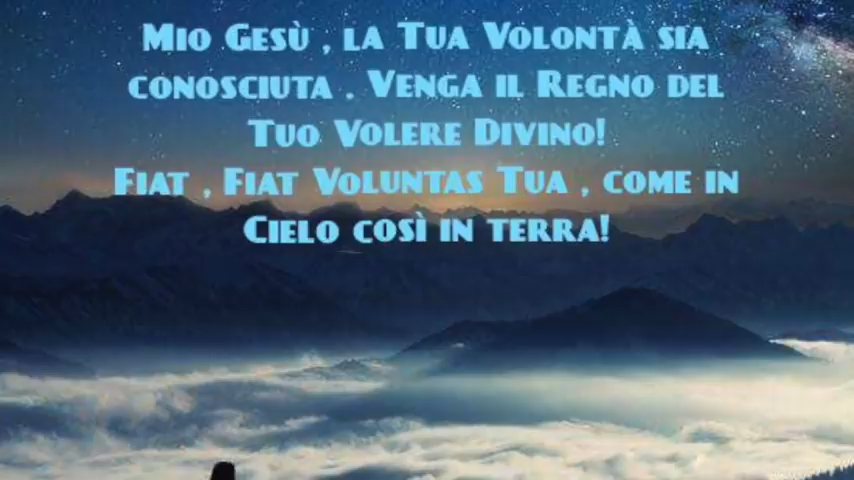 Mio Gesù , la Tua Volontà sia
conosciuta . Venga il Regno del
Tuo Volere Divino!
Fiat , Fiat Voluntas Tua , come in
Cielo così in terra!